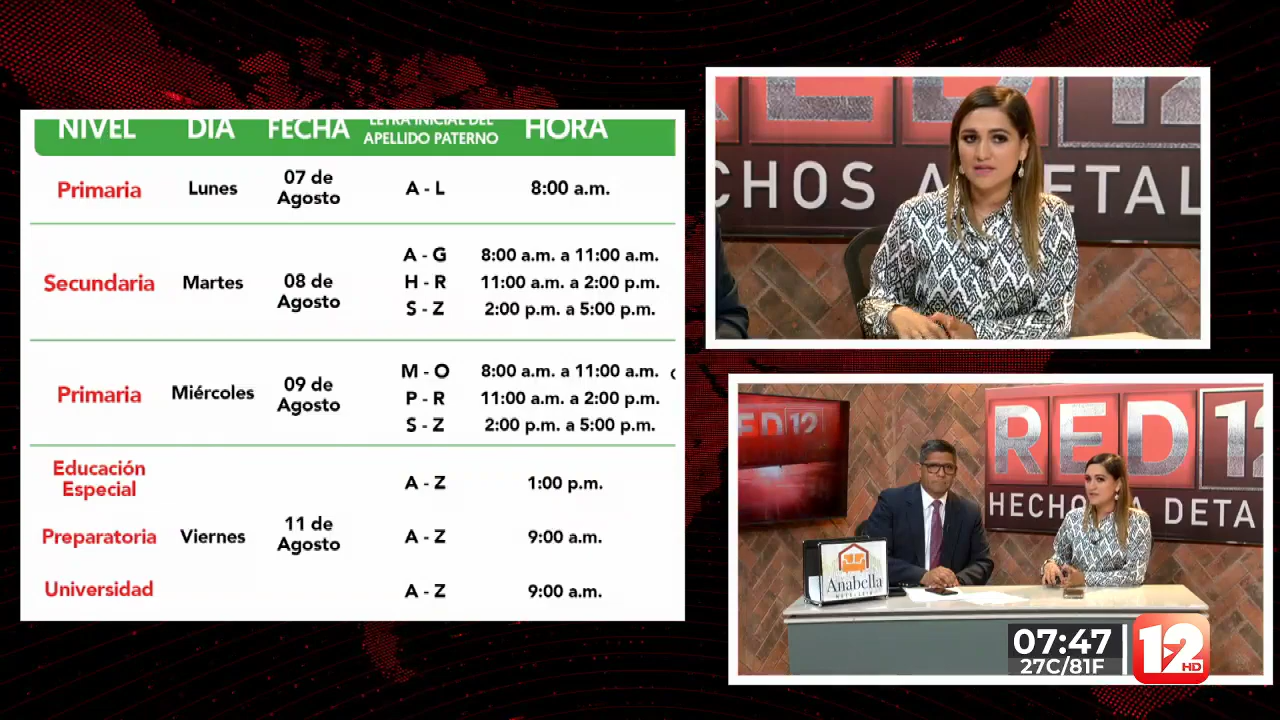 NIVEL DIA FECHA LETRA INICIAL DEL APELLIDO PATERNO HORA
Primaria Lunes 07 de Agosto A - L 8:00 a.m.
Secundaria Martes 08 de Agosto
A - G 8:00 a.m. a 11:00 a.m.
H - R 11:00 a.m. a 2:00 p.m.
S - Z 2:00 p.m. a 5:00 p.m.
Primaria Miércoles 09 de Agosto
M - O 8:00 a.m. a 11:00 a.m.
P - R 11:00 a.m. a 2:00 p.m.
S - Z 2:00 p.m. a 5:00 p.m.
Educación Especial A - Z 1:00 p.m.
Preparatoria Viernes 11 de Agosto A - Z 9:00 a.m.
Universidad A - Z 9:00 a.m.
RED 12
CHOS A DETAL
RED 12
HECHO A DETA
ED 12
Anabella
07:47
27C/81F
12
HD